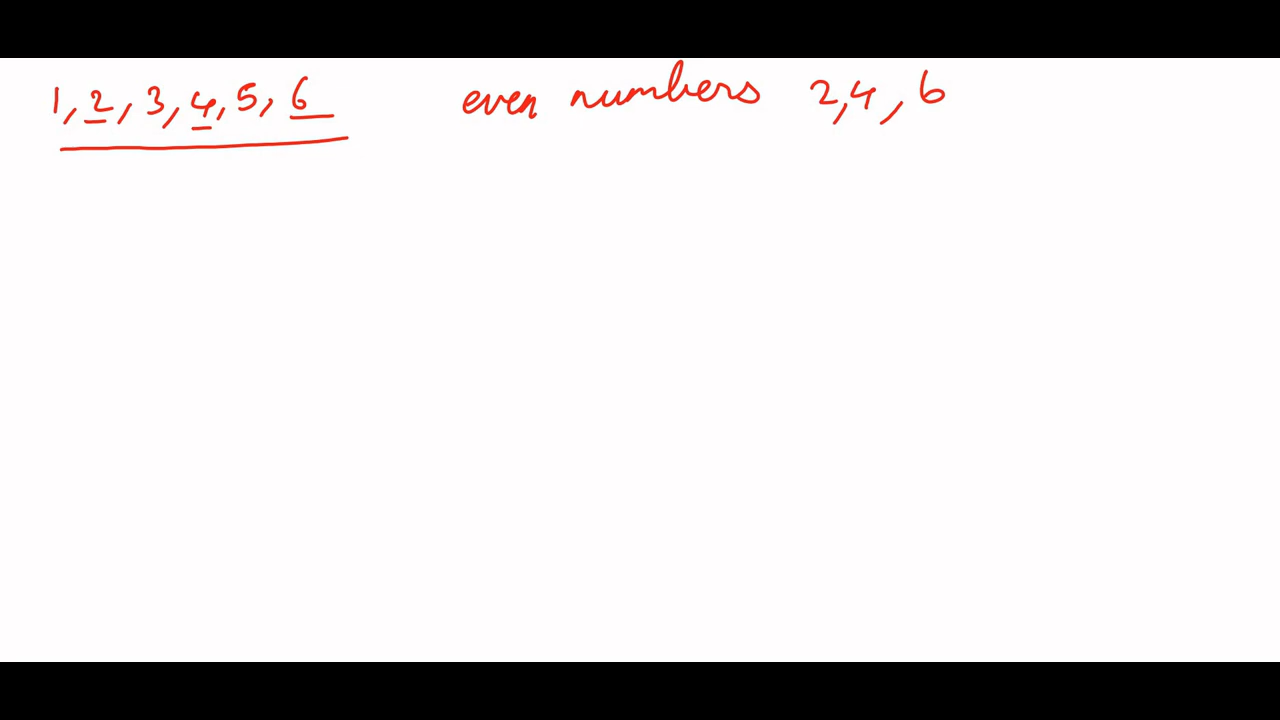 1, 2, 3, 4, 5, 6 even numbers 2, 4, 6